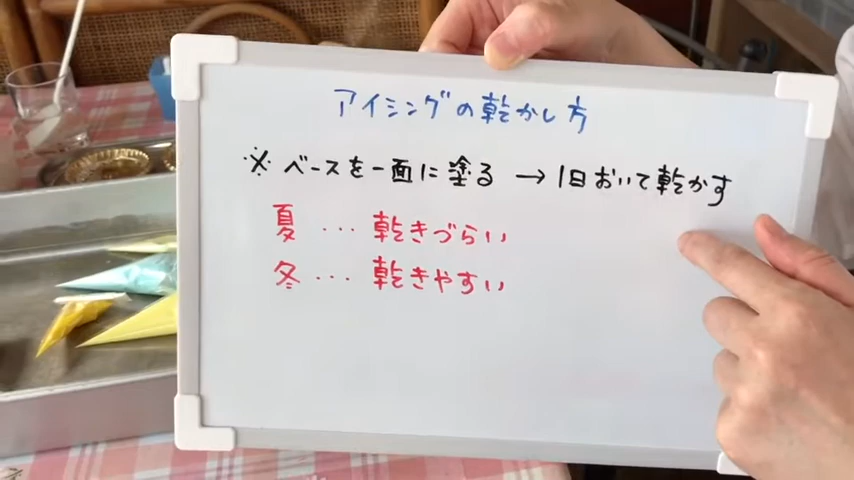 アイシングの乾かし方
※ ベースを一面に塗る → 1日おいて乾かす
夏 … 乾きづらい
冬 … 乾きやすい